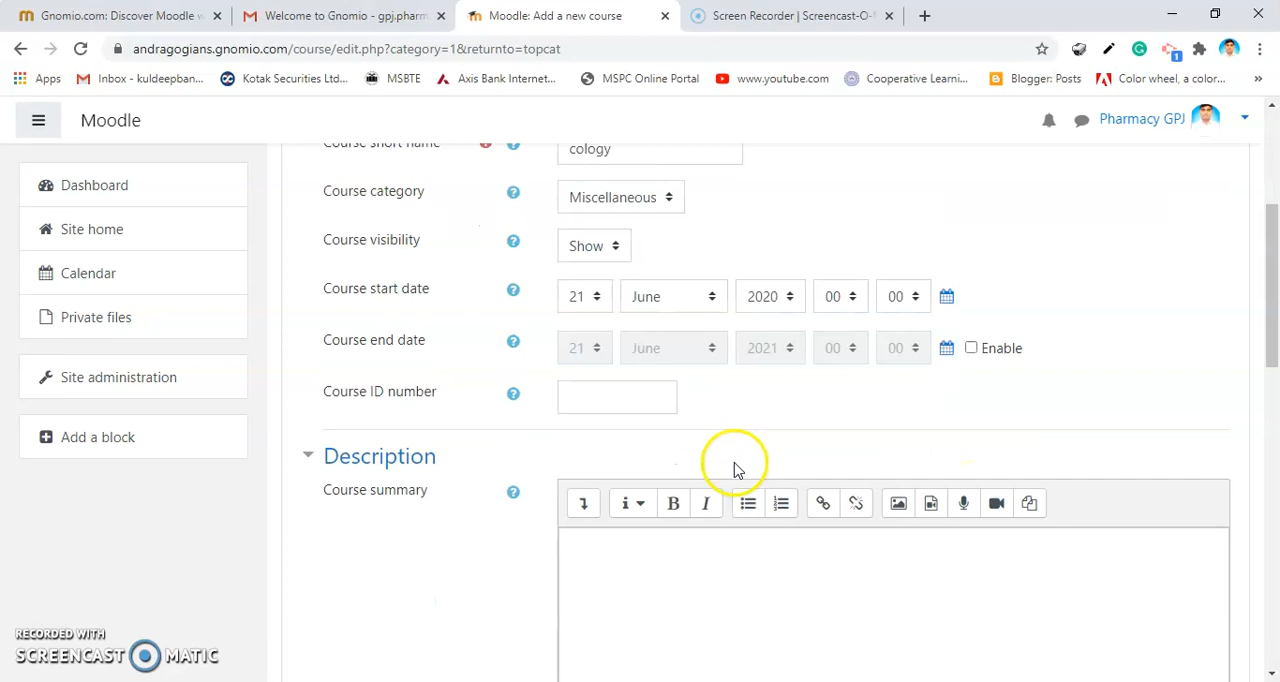 Gnomio.com: Discover Moodle w
Welcome to Gnomio - gpj.pharm
Moodle: Add a new course
Screen Recorder | Screencast-O-
andragogians.gnomio.com/course/edit.php?category=1&returnto=topcat
Apps
Inbox - kuldeepban...
Kotak Securities Ltd...
MSBTE
Axis Bank Internet...
MSPC Online Portal
www.youtube.com
Cooperative Learni...
Blogger: Posts
Color wheel, a color...
»
1
Moodle
Pharmacy GPJ
Dashboard
Site home
Calendar
Private files
Site administration
Add a block
Course short name
cology
Course category
Miscellaneous
Course visibility
Show
Course start date
21 June 2020 00 00
Course end date
21 June 2021 00 00 Enable
Course ID number
Description
Course summary
B I
RECORDED WITH
SCREENCAST MATIC